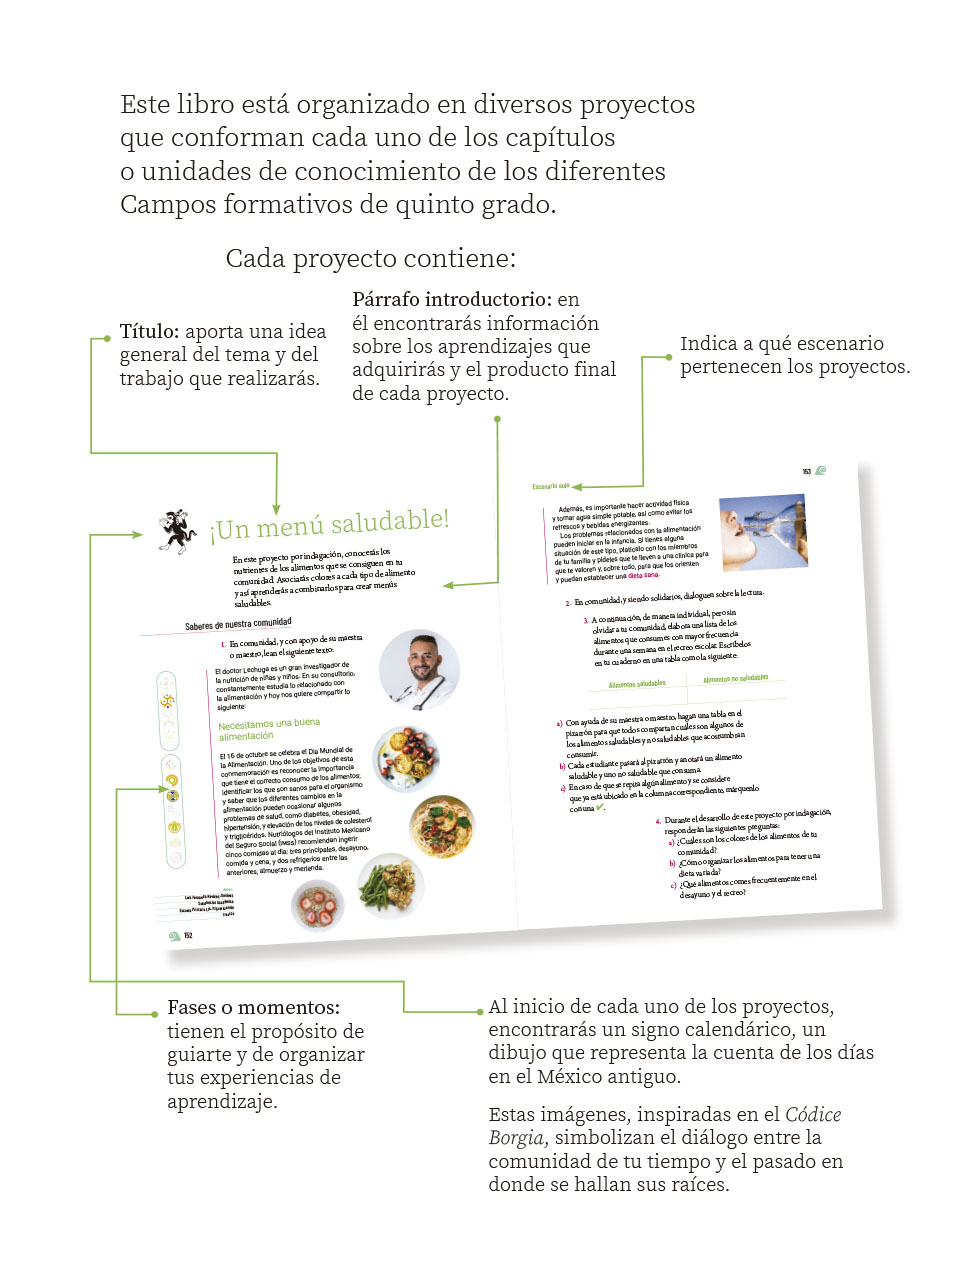 Este libro está organizado en diversos proyectos
que conforman cada uno de los capítulos
o unidades de conocimiento de los diferentes
Campos formativos de quinto grado.
Cada proyecto contiene:
Título: aporta una idea
general del tema y del
trabajo que realizarás.
Párrafo introductorio: en
él encontrarás información
sobre los aprendizajes que
adquirirás y el producto final
de cada proyecto.
Indica a qué escenario
pertenecen los proyectos.
¡Un menú saludable!
En este proyecto por indagación, conocerás los
nutrientes de los alimentos que se consiguen en tu
comunidad. Asociarás colores a cada tipo de alimento
y así aprenderás a combinarlos para crear menús
saludables.
Saberes de nuestra comunidad
1. En comunidad, y con apoyo de su maestra
o maestro, lean el siguiente texto:
El doctor Lechuga es un gran investigador de
la nutrición de niñas y niños. En su consultorio,
constantemente estudia lo relacionado con
la alimentación y hoy nos quiere compartir lo
siguiente:
Necesitamos una buena
alimentación
El 16 de octubre se celebra el Día Mundial de
la Alimentación. Uno de los objetivos de esta
conmemoración es reconocer la importancia
que tiene el correcto consumo de los alimentos,
identificar los que son sanos para el organismo
y saber que los diferentes cambios en la
alimentación pueden ocasionar algunos
problemas de salud, como diabetes, obesidad,
hipertensión, y elevación de los niveles de colesterol
y triglicéridos. Nutriólogos del Instituto Mexicano
del Seguro Social (IMSS) recomiendan ingerir
cinco comidas al día: tres principales, desayuno,
comida y cena, y dos refrigerios entre las
anteriores, almuerzo y merienda.
152
153
Escenario aula
Además, es importante hacer actividad física
y tomar agua simple potable, así como evitar los
refrescos y bebidas energizantes.
Los problemas relacionados con la alimentación
pueden iniciar en la infancia. Si tienes alguna
situación de este tipo, platícalo con los miembros
de tu familia y pídeles que te lleven a una clínica para
que te valoren y, sobre todo, para que los orienten
y puedan establecer una dieta sana.
2. En comunidad, y siendo solidarios, dialoguen sobre la lectura.
3. A continuación, de manera individual, pero sin
olvidar a tu comunidad, elabora una lista de los
alimentos que consumes con mayor frecuencia
durante una semana en el recreo escolar. Escríbelos
en tu cuaderno en una tabla como la siguiente:
Alimentos saludables Alimentos no saludables
a) Con ayuda de su maestra o maestro, hagan una tabla en el
pizarrón para que todos compartan cuáles son algunos de
los alimentos saludables y no saludables que acostumbran
consumir.
b) Cada estudiante pasará al pizarrón y anotará un alimento
saludable y uno no saludable que consuma.
c) En caso de que se repita algún alimento y se considere
que ya está ubicado en la columna correspondiente, márquenlo
con una ✓.
4. Durante el desarrollo de este proyecto por indagación,
responderán las siguientes preguntas:
a) ¿Cuáles son los colores de los alimentos de tu
comunidad?
b) ¿Cómo organizar los alimentos para tener una
dieta variada?
c) ¿Qué alimentos comes frecuentemente en el
desayuno y el recreo?
Fases o momentos:
tienen el propósito de
guiarte y de organizar
tus experiencias de
aprendizaje.
Al inicio de cada uno de los proyectos,
encontrarás un signo calendárico, un
dibujo que representa la cuenta de los días
en el México antiguo.
Estas imágenes, inspiradas en el Códice
Borgia, simbolizan el diálogo entre la
comunidad de tu tiempo y el pasado en
donde se hallan sus raíces.